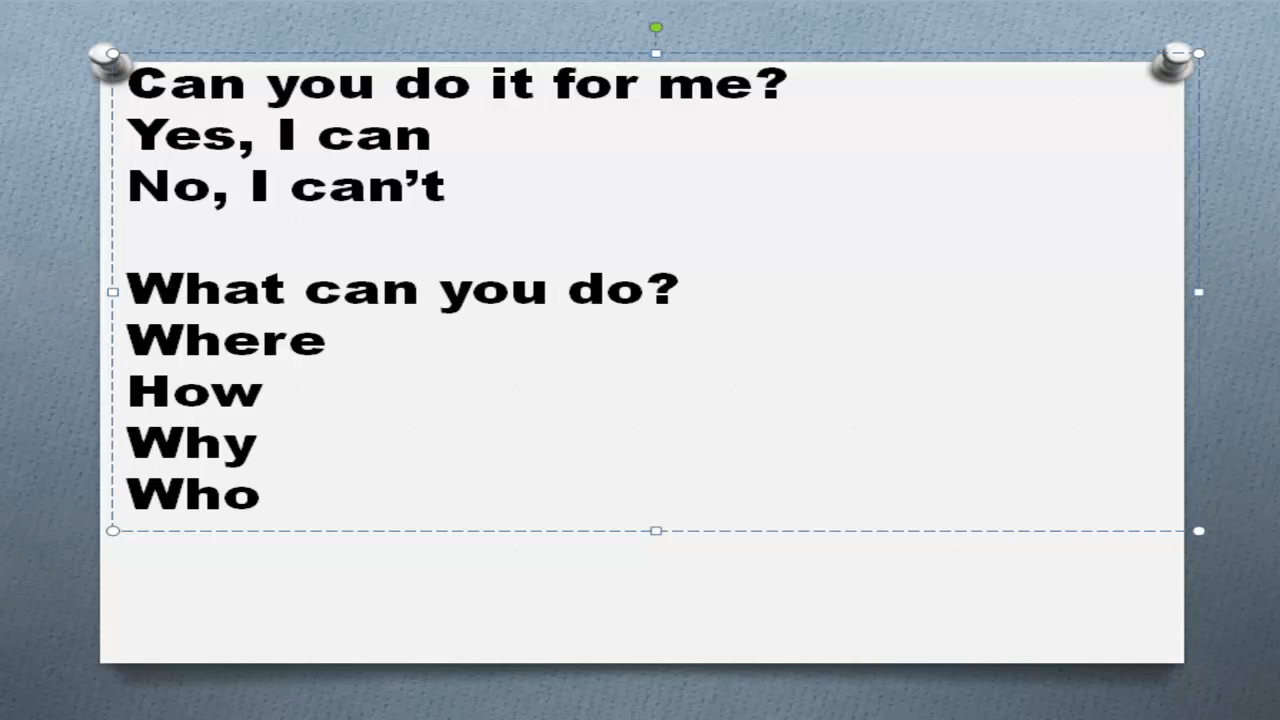 Can you do it for me?
Yes, I can
No, I can’t
What can you do?
Where
How
Why
Who